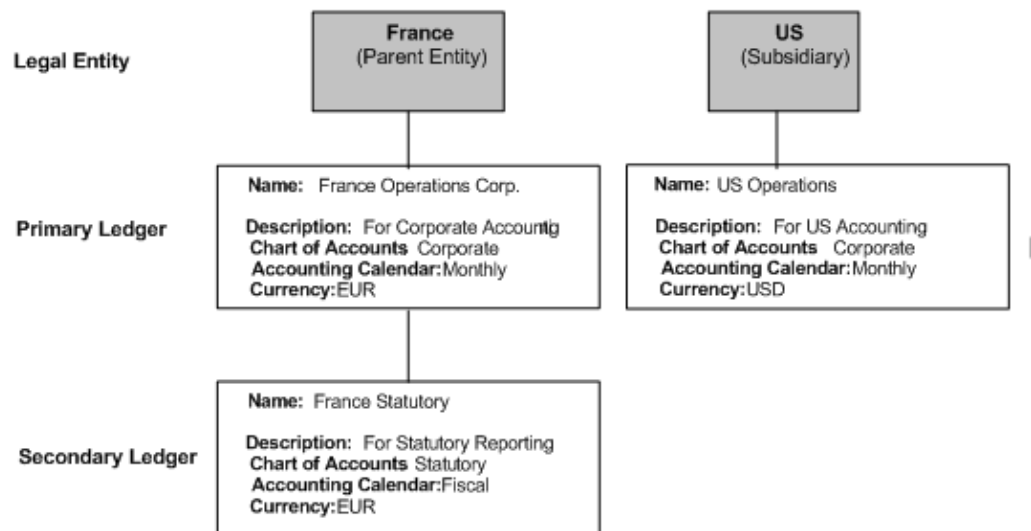 France
(Parent Entity)
US
(Subsidiary)
Legal Entity
Name: France Operations Corp.
Description: For Corporate Accountig
Chart of Accounts Corporate
Accounting Calendar:Monthly
Currency:EUR
Name: US Operations
Description: For US Accounting
Chart of Accounts Corporate
Accounting Calendar:Monthly
Currency:USD
Primary Ledger
Name: France Statutory
Description: For Statutory Reporting
Chart of Accounts Statutory
Accounting Calendar:Fiscal
Currency:EUR
Secondary Ledger